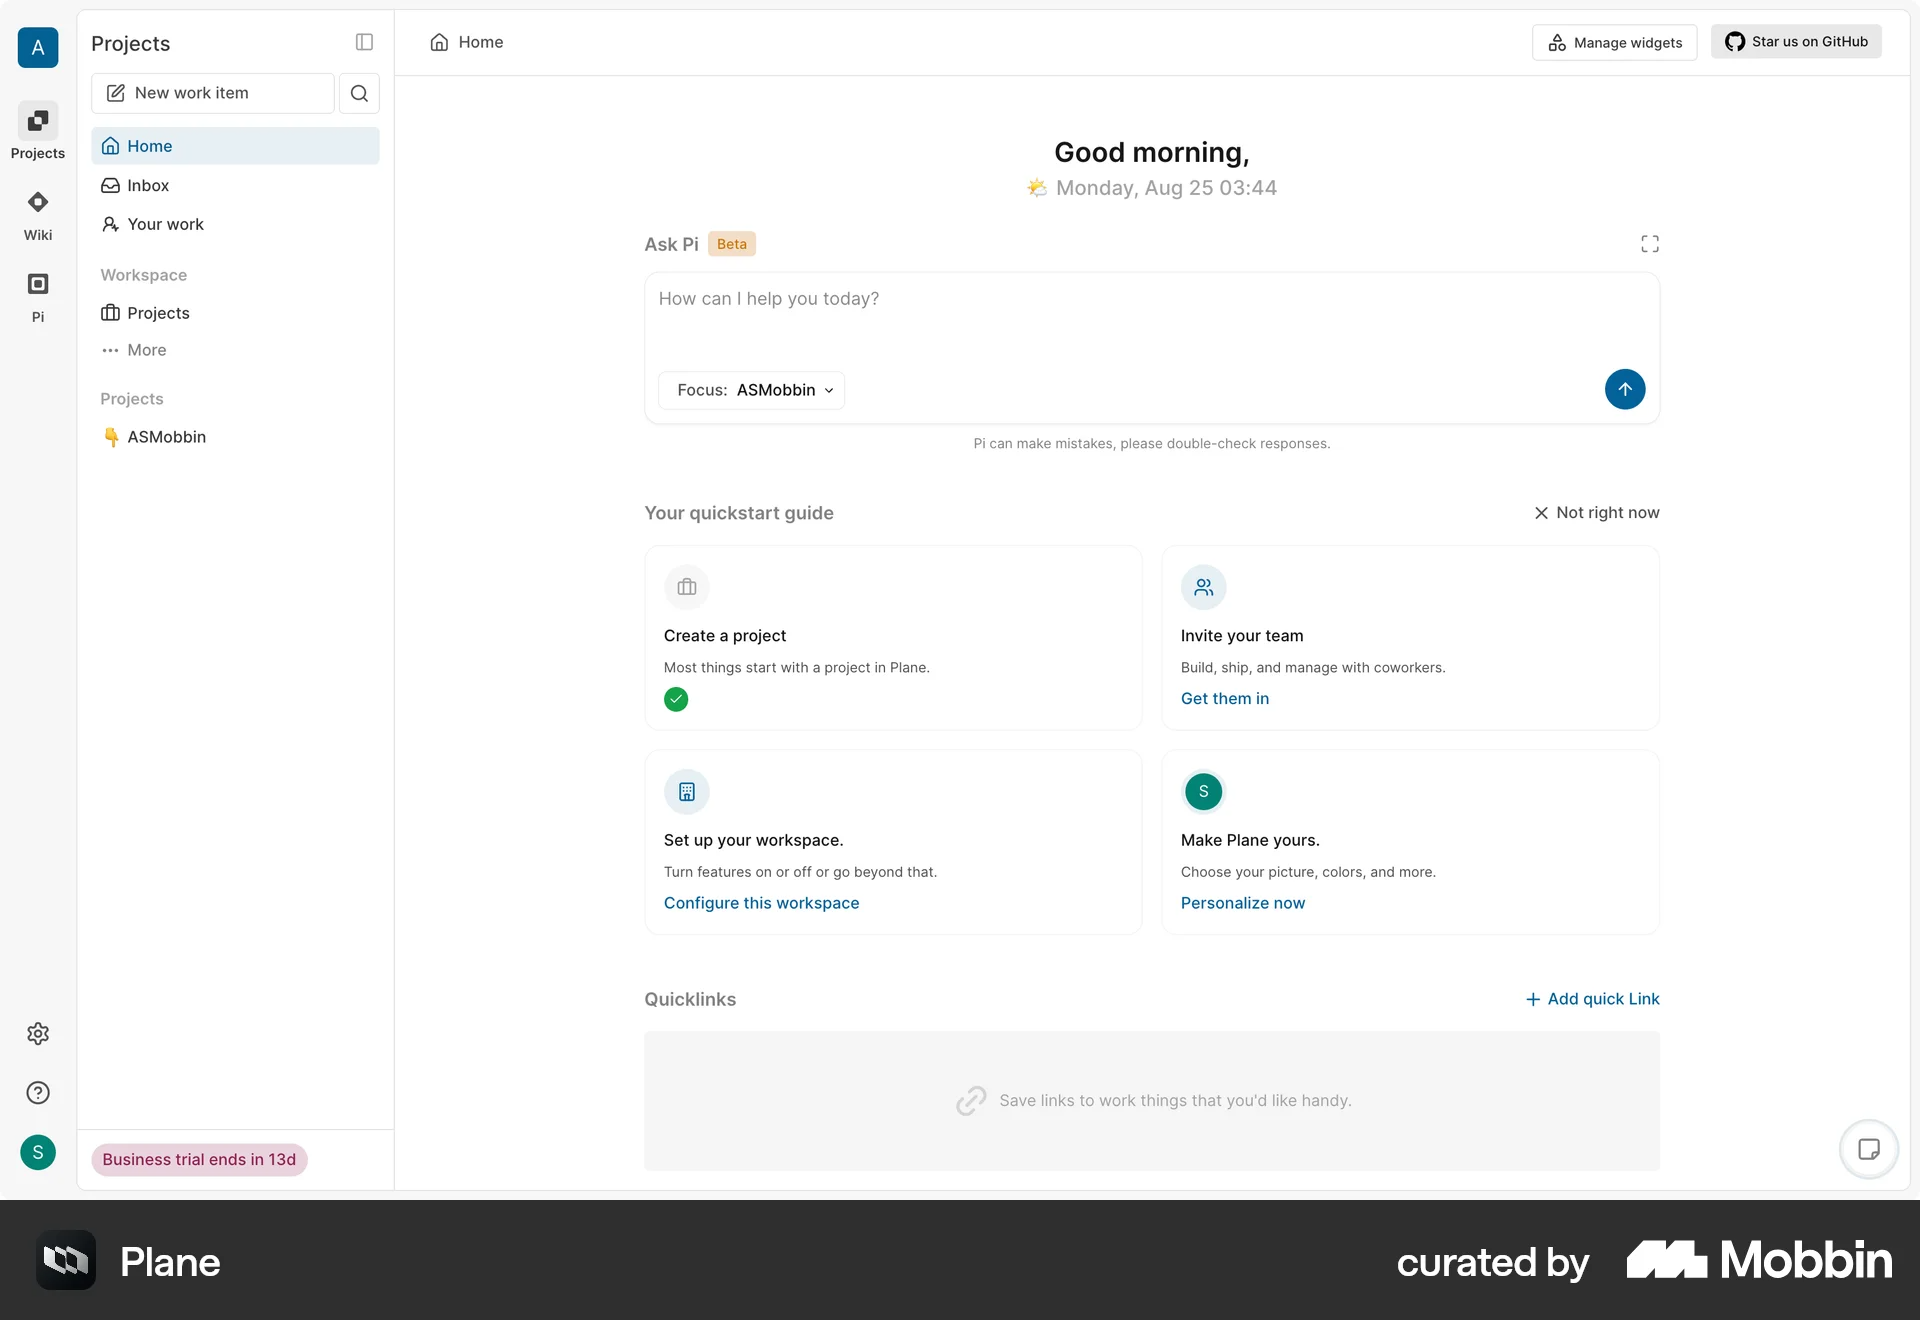 A
Projects
Wiki
Pi
S
Projects
New work item
Home
Inbox
Your work
Workspace
Projects
More
Projects
ASMobbin
Business trial ends in 13d
Home
Manage widgets
Star us on GitHub
Good morning,
Monday, Aug 25 03:44
Ask Pi Beta
How can I help you today?
Focus: ASMobbin
Pi can make mistakes, please double-check responses.
Your quickstart guide
Not right now
Create a project
Most things start with a project in Plane.
Invite your team
Build, ship, and manage with coworkers.
Get them in
Set up your workspace.
Turn features on or off or go beyond that.
Configure this workspace
S
Make Plane yours.
Choose your picture, colors, and more.
Personalize now
Quicklinks
Add quick Link
Save links to work things that you'd like handy.
Plane
curated by Mobbin